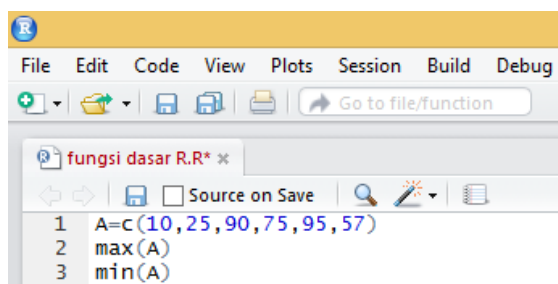 R
File Edit Code View Plots Session Build Debug
Go to file/function
R fungsi dasar R.R*
Source on Save
1 A=c(10,25,90,75,95,57)
2 max(A)
3 min(A)